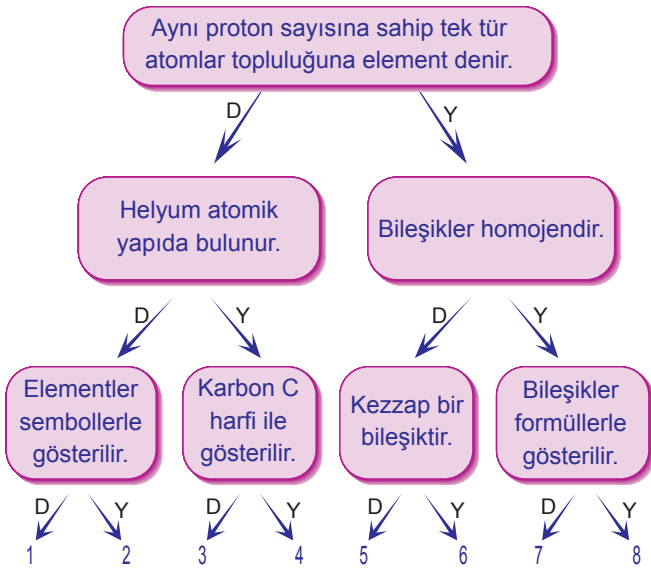 Aynı proton sayısına sahip tek tür
atomlar topluluğuna element denir.
D
Y
Helyum atomik
yapıda bulunur.
Bileşikler homojendir.
D
Y
D
Y
Elementler
sembollerle
gösterilir.
Karbon C
harfi ile
gösterilir.
Kezzap bir
bileşiktir.
Bileşikler
formüllerle
gösterilir.
D
Y
D
Y
D
Y
D
Y
1
2
3
4
5
6
7
8